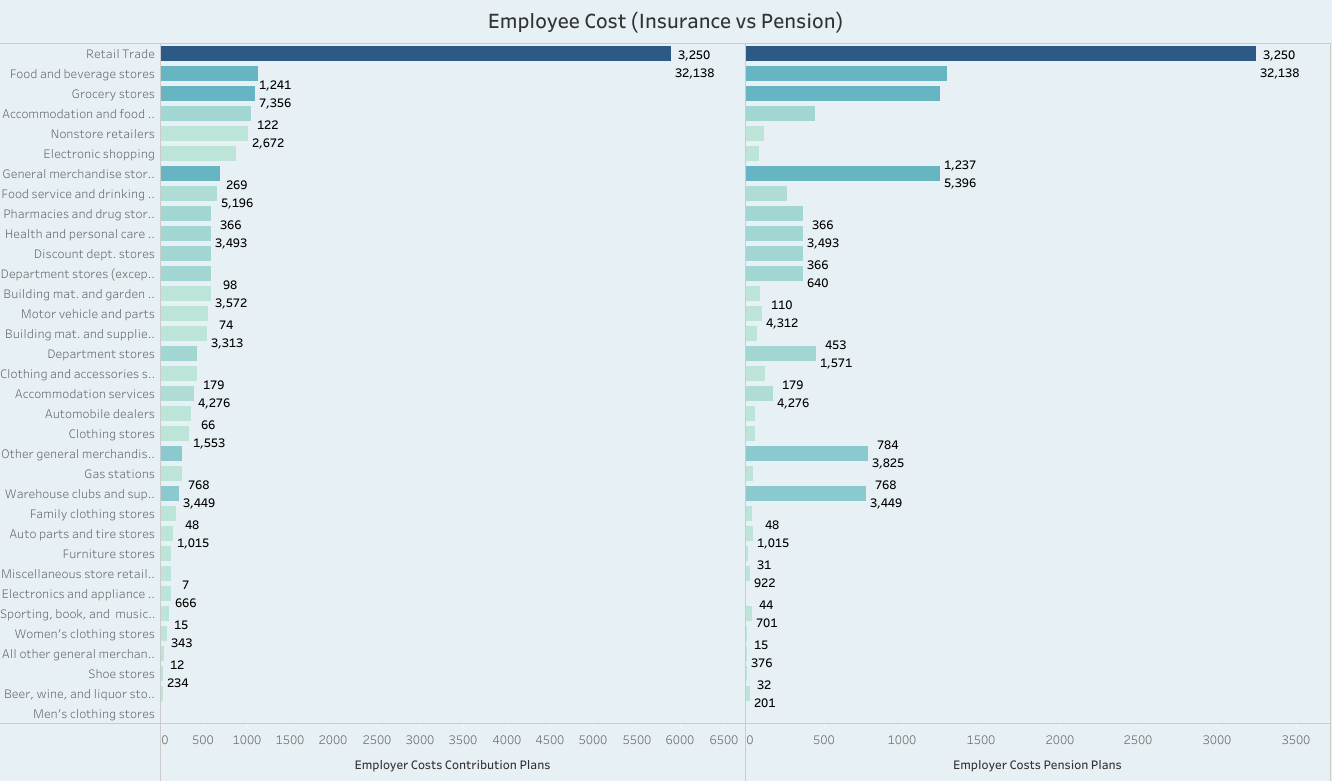 Employee Cost (Insurance vs Pension)
Retail Trade
3,250
3,250
Food and beverage stores
32,138
32,138
1,241
Grocery stores
7,356
Accommodation and food ..
122
Nonstore retailers
2,672
Electronic shopping
1,237
General merchandise stor..
269
5,396
Food service and drinking ..
5,196
Pharmacies and drug stor..
366
366
Health and personal care ..
3,493
3,493
Discount dept. stores
366
Department stores (excep..
98
640
Building mat. and garden ..
3,572
110
Motor vehicle and parts
74
4,312
Building mat. and supplie..
3,313
453
Department stores
1,571
Clothing and accessories s..
179
179
Accommodation services
4,276
4,276
Automobile dealers
66
Clothing stores
1,553
784
Other general merchandis..
3,825
Gas stations
768
768
Warehouse clubs and sup..
3,449
3,449
Family clothing stores
48
48
Auto parts and tire stores
1,015
1,015
Furniture stores
31
Miscellaneous store retail..
7
922
Electronics and appliance ..
666
44
Sporting, book, and music..
15
701
Women's clothing stores
343
15
All other general merchan..
12
376
Shoe stores
234
32
Beer, wine, and liquor sto..
201
Men's clothing stores
0 500 1000 1500 2000 2500 3000 3500 4000 4500 5000 5500 6000 6500
0 500 1000 1500 2000 2500 3000 3500
Employer Costs Contribution Plans
Employer Costs Pension Plans